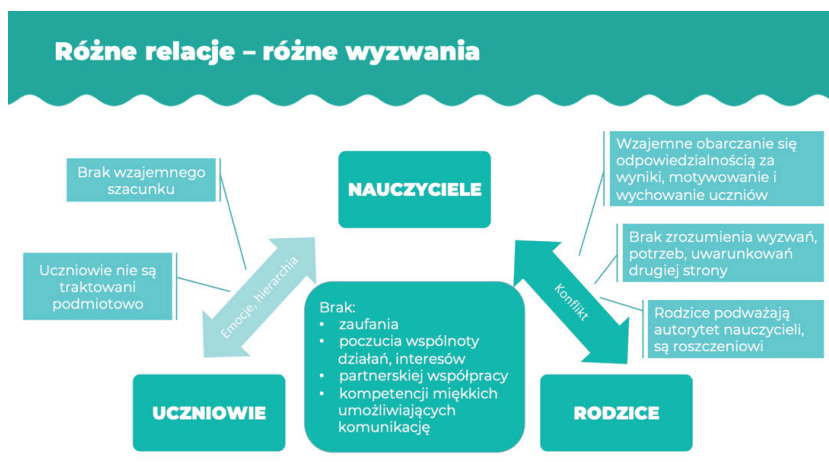 Różne relacje – różne wyzwania
Brak wzajemnego
szacunku
Uczniowie nie są
traktowani
podmiotowo
NAUCZYCIELE
Wzajemne obarczanie się
odpowiedzialnością za
wyniki, motywowanie i
wychowanie uczniów
Brak zrozumienia wyzwań,
potrzeb, uwarunkowań
drugiej strony
Rodzice podważają
autorytet nauczycieli,
są roszczeniowi
Emocje, hierarchia
Konflikt
Brak:
• zaufania
• poczucia wspólnoty
działań, interesów
• partnerskiej współpracy
• kompetencji miękkich
umożliwiających
komunikację
UCZNIOWIE
RODZICE